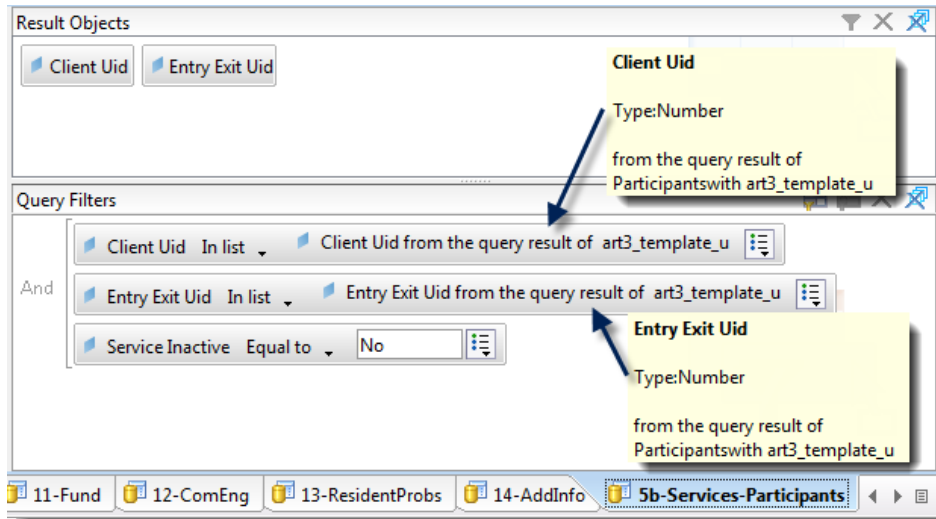 Result Objects
Client Uid
Entry Exit Uid
Client Uid
Type:Number
from the query result of
Participantswith art3_template_u
Query Filters
And
Client Uid In list Client Uid from the query result of art3_template_u
Entry Exit Uid In list Entry Exit Uid from the query result of art3_template_u
Service Inactive Equal to No
Entry Exit Uid
Type:Number
from the query result of
Participantswith art3_template_u
11-Fund
12-ComEng
13-ResidentProbs
14-AddInfo
5b-Services-Participants